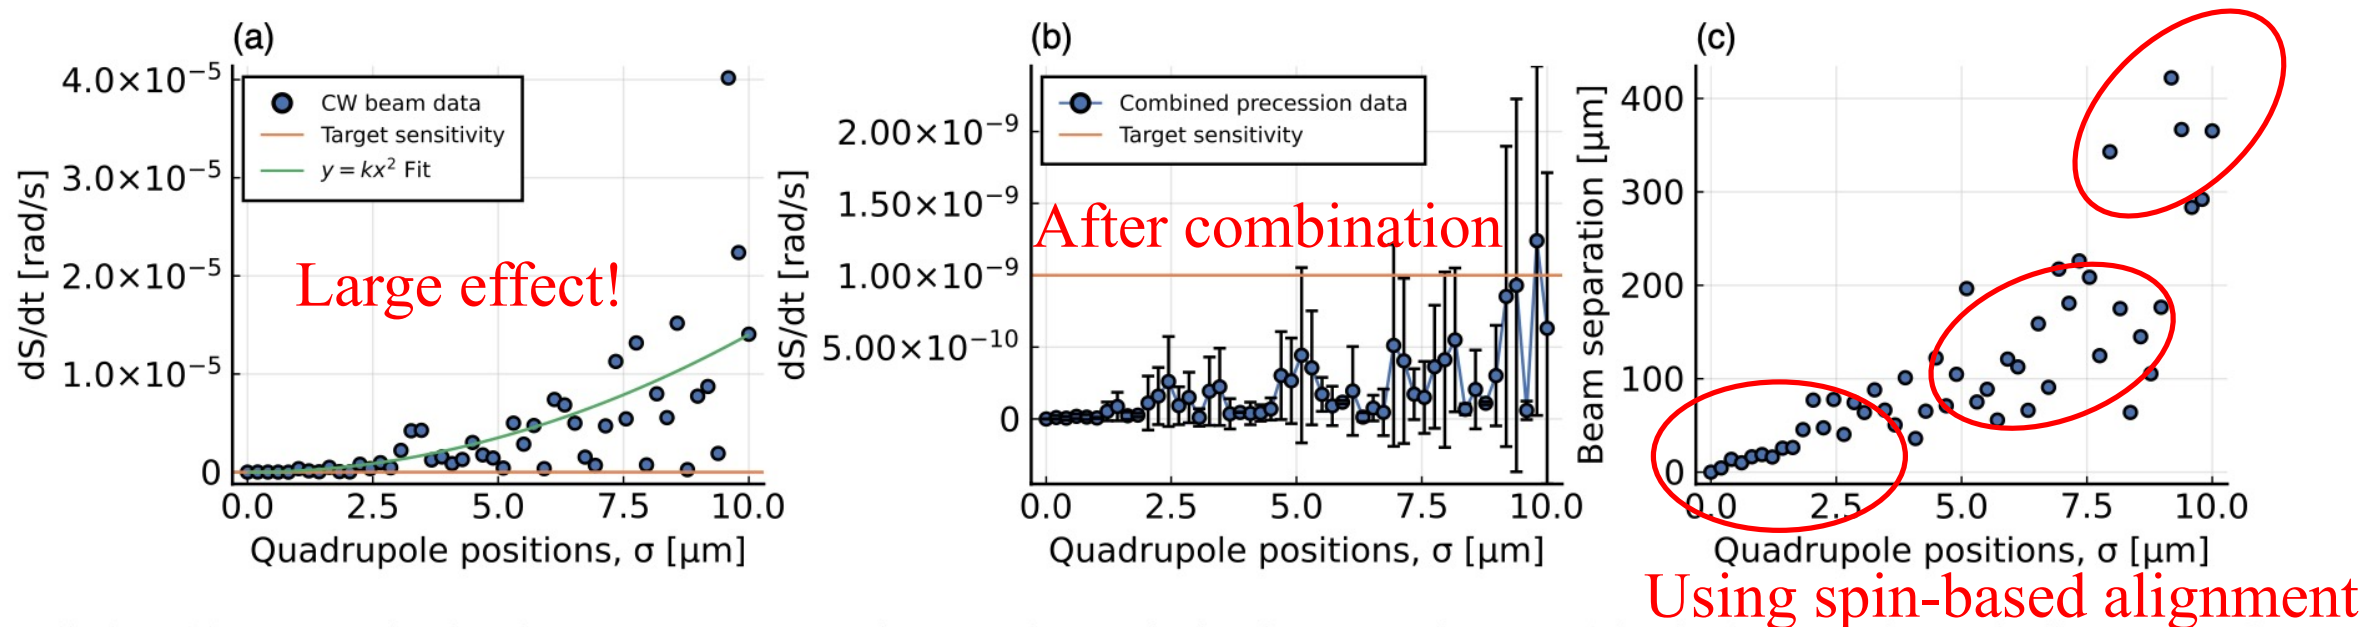 (a)
4.0×10⁻⁵
3.0×10⁻⁵
2.0×10⁻⁵
1.0×10⁻⁵
0
dS/dt [rad/s]
CW beam data
Target sensitivity
y = kx² Fit
Large effect!
0.0 2.5 5.0 7.5 10.0
Quadrupole positions, σ [μm]
(b)
2.00×10⁻⁹
1.50×10⁻⁹
1.00×10⁻⁹
5.00×10⁻¹⁰
0
dS/dt [rad/s]
Combined precession data
Target sensitivity
After combination
0.0 2.5 5.0 7.5 10.0
Quadrupole positions, σ [μm]
(c)
400
300
200
100
0
Beam separation [μm]
0.0 2.5 5.0 7.5 10.0
Quadrupole positions, σ [μm]
Using spin-based alignment